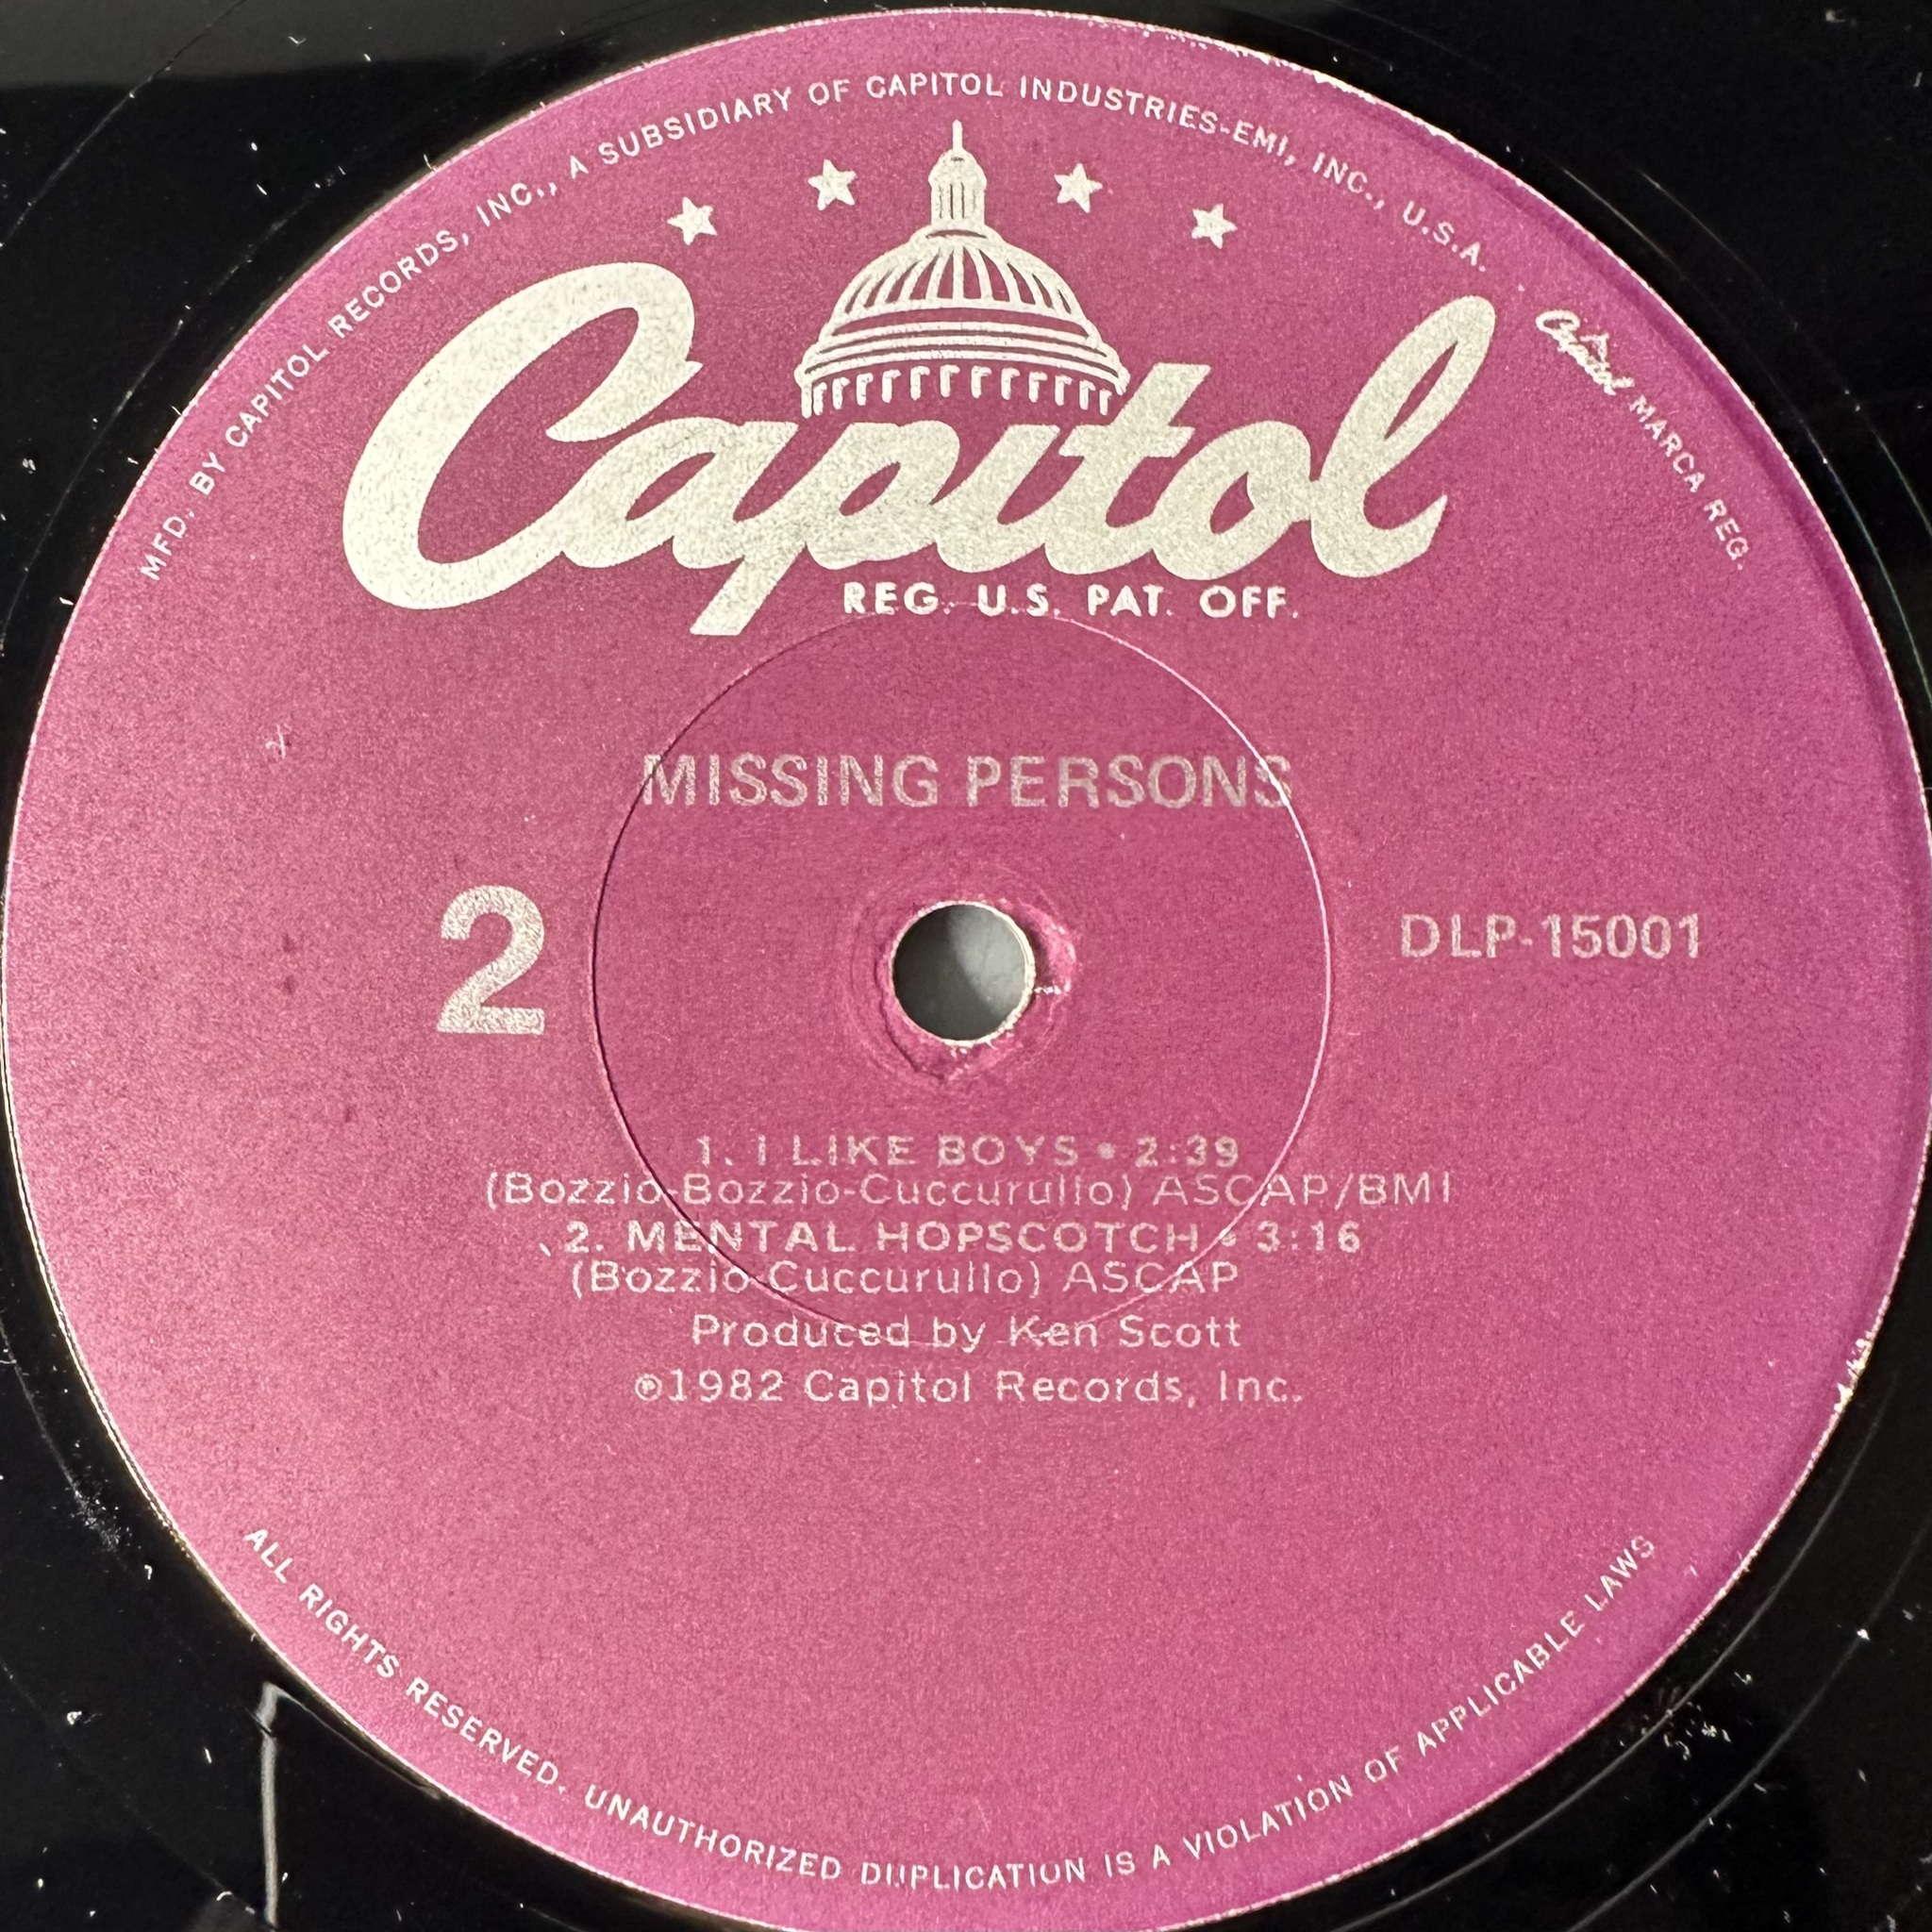 MFD. BY CAPITOL RECORDS, INC., A SUBSIDIARY OF CAPITOL INDUSTRIES-EMI, INC., U.S.A. Capitol MARCA REG.
Capitol
REG. U.S. PAT. OFF.
MISSING PERSONS
2
DLP-15001
1. I LIKE BOYS • 2:39
(Bozzio-Bozzio-Cuccurullo) ASCAP/BMI
2. MENTAL HOPSCOTCH • 3:16
(Bozzio-Cuccurullo) ASCAP
Produced by Ken Scott
℗1982 Capitol Records, Inc.
ALL RIGHTS RESERVED. UNAUTHORIZED DUPLICATION IS A VIOLATION OF APPLICABLE LAWS